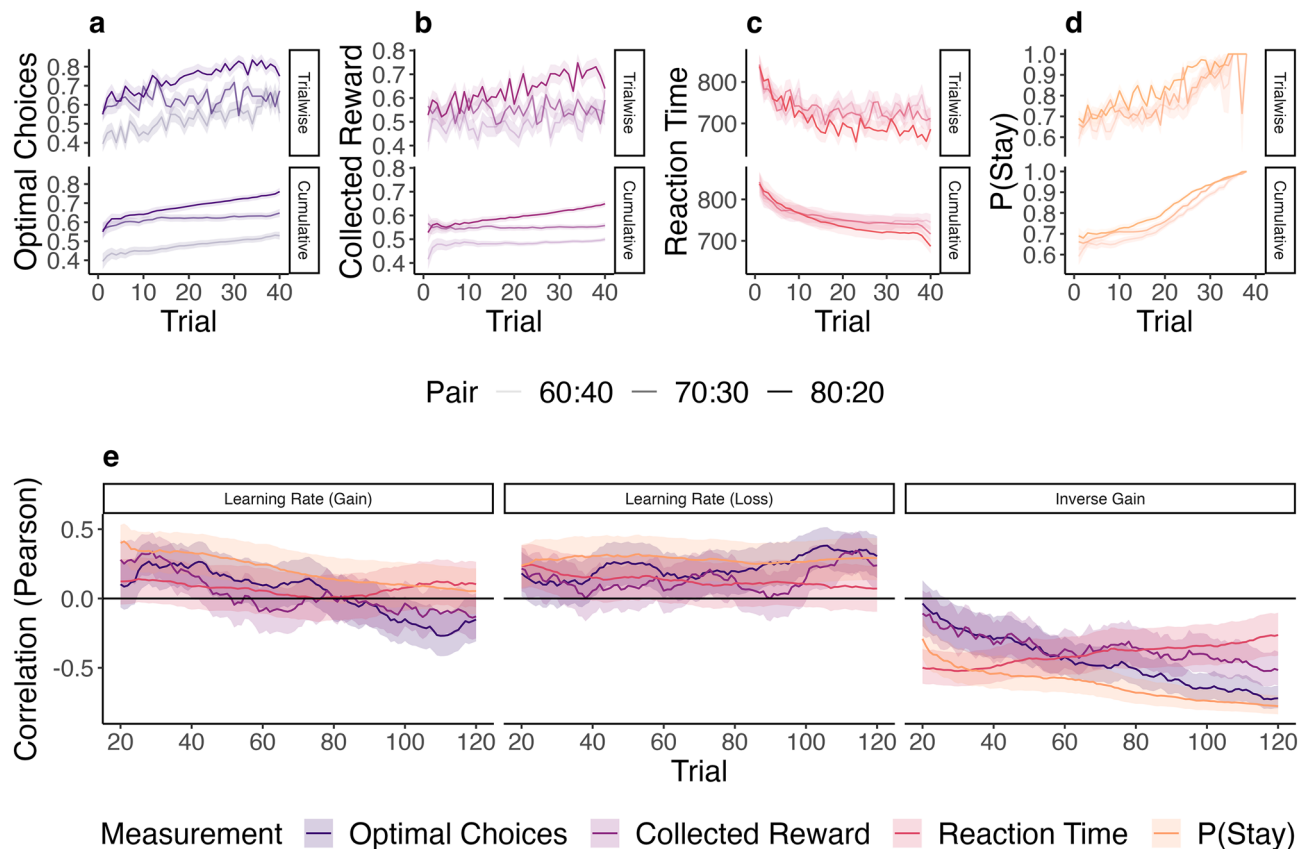 a
b
c
d
Optimal Choices
0.8
0.7
0.6
0.5
0.4
Trialwise
0.8
0.7
0.6
0.5
0.4
Cumulative
0 10 20 30 40
Trial
Collected Reward
0.8
0.7
0.6
0.5
0.4
Trialwise
0.8
0.7
0.6
0.5
0.4
Cumulative
0 10 20 30 40
Trial
Reaction Time
800
700
Trialwise
800
700
Cumulative
0 10 20 30 40
Trial
P(Stay)
1.0
0.9
0.8
0.7
0.6
Trialwise
1.0
0.9
0.8
0.7
0.6
Cumulative
0 10 20 30 40
Trial
Pair 60:40 70:30 80:20
e
Correlation (Pearson)
Learning Rate (Gain)
Learning Rate (Loss)
Inverse Gain
0.5
0.0
-0.5
20 40 60 80 100 120
20 40 60 80 100 120
20 40 60 80 100 120
Trial
Measurement Optimal Choices Collected Reward Reaction Time P(Stay)